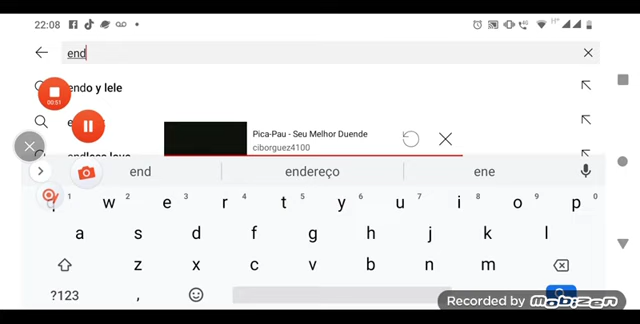 22:08
H+
end
endo y lele
00:51
Pica-Pau - Seu Melhor Duende
ciborguez4100
endless love
end endereço ene
1 2 3 4 5 6 7 8 9 0
w e r t y u i o p
a s d f g h j k l
z x c v b n m
?123 ,
Recorded by Mobizen